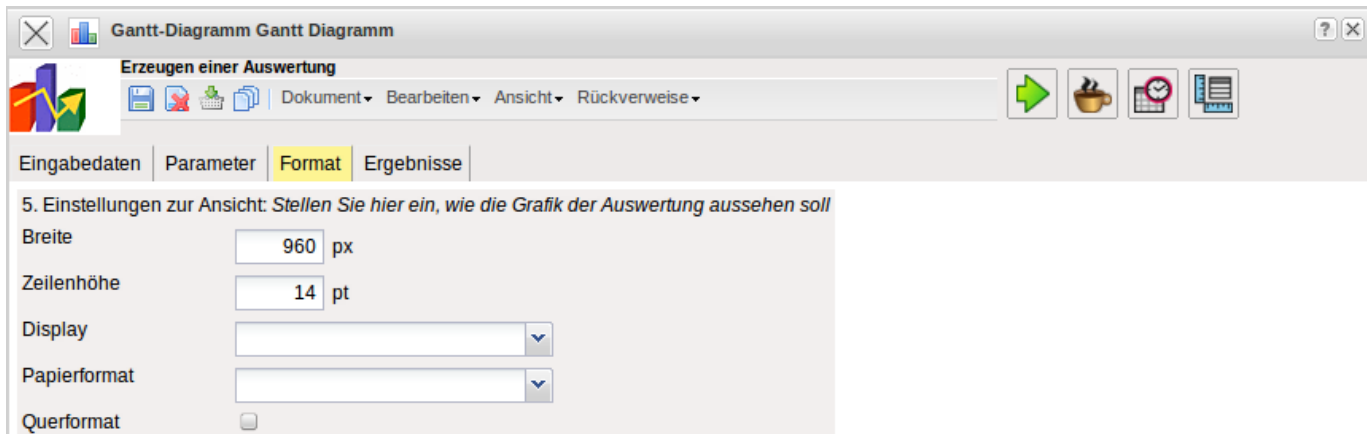 Gantt-Diagramm Gantt Diagramm
?
Erzeugen einer Auswertung
Dokument Bearbeiten Ansicht Rückverweise
Eingabedaten Parameter Format Ergebnisse
5. Einstellungen zur Ansicht: Stellen Sie hier ein, wie die Grafik der Auswertung aussehen soll
Breite 960 px
Zeilenhöhe 14 pt
Display
Papierformat
Querformat